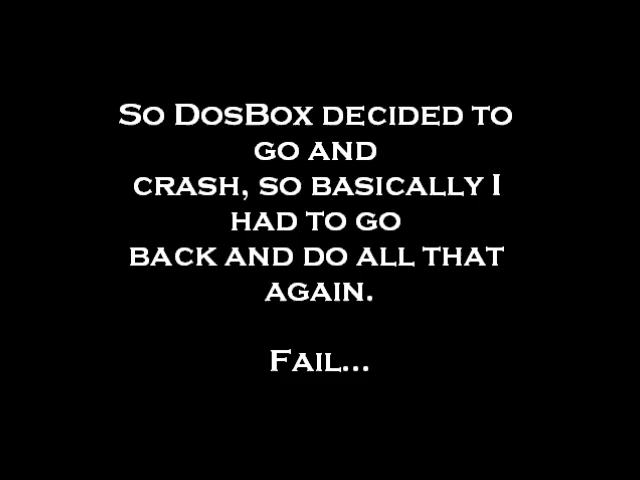 So DosBox decided to
go and
crash, so basically I
had to go
back and do all that
again.
Fail...